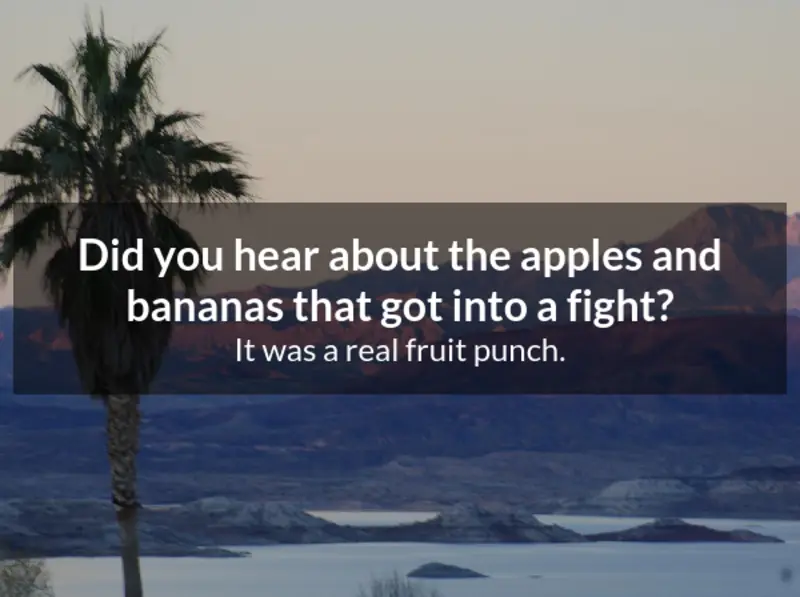 Did you hear about the apples and
bananas that got into a fight?
It was a real fruit punch.